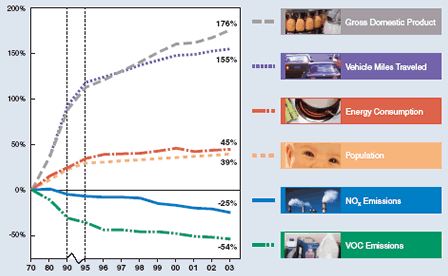 200%
150%
100%
50%
0%
-50%
176%
155%
45%
39%
-25%
-54%
70 80 90 95 96 97 98 99 00 01 02 03
Gross Domestic Product
Vehicle Miles Traveled
Energy Consumption
Population
NOx Emissions
VOC Emissions